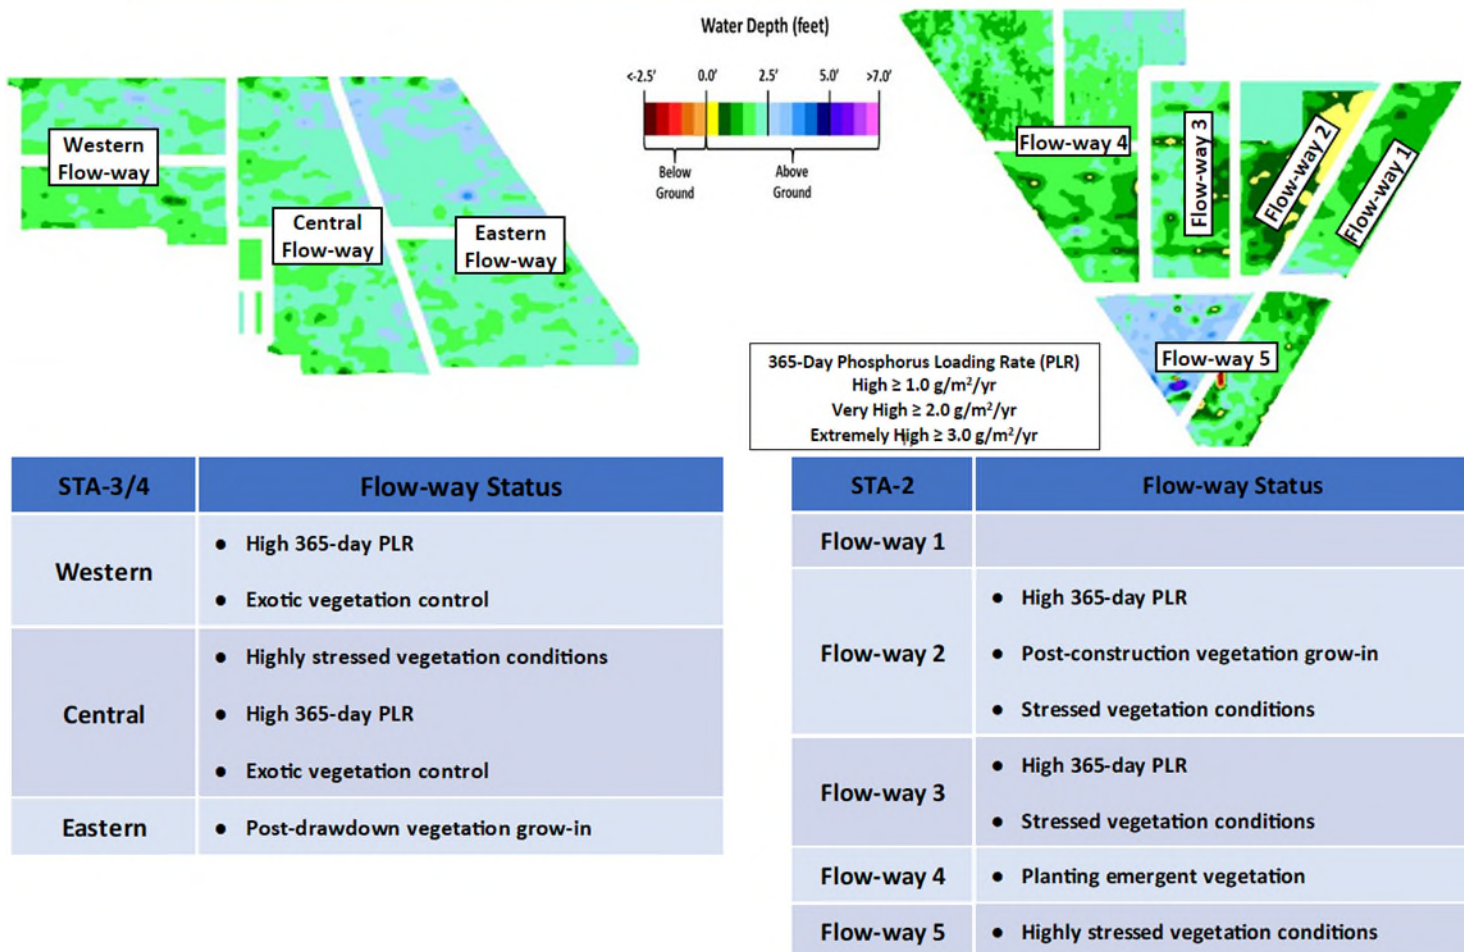 Water Depth (feet)
<-2.5' 0.0' 2.5' 5.0' >7.0'
Below
Ground
Above
Ground
Western
Flow-way
Central
Flow-way
Eastern
Flow-way
Flow-way 4
Flow-way 3
Flow-way 2
Flow-way 1
Flow-way 5
365-Day Phosphorus Loading Rate (PLR)
High ≥ 1.0 g/m²/yr
Very High ≥ 2.0 g/m²/yr
Extremely High ≥ 3.0 g/m²/yr
STA-3/4 Flow-way Status
Western
● High 365-day PLR
● Exotic vegetation control
Central
● Highly stressed vegetation conditions
● High 365-day PLR
● Exotic vegetation control
Eastern ● Post-drawdown vegetation grow-in
STA-2 Flow-way Status
Flow-way 1
Flow-way 2
● High 365-day PLR
● Post-construction vegetation grow-in
● Stressed vegetation conditions
Flow-way 3
● High 365-day PLR
● Stressed vegetation conditions
Flow-way 4 ● Planting emergent vegetation
Flow-way 5 ● Highly stressed vegetation conditions